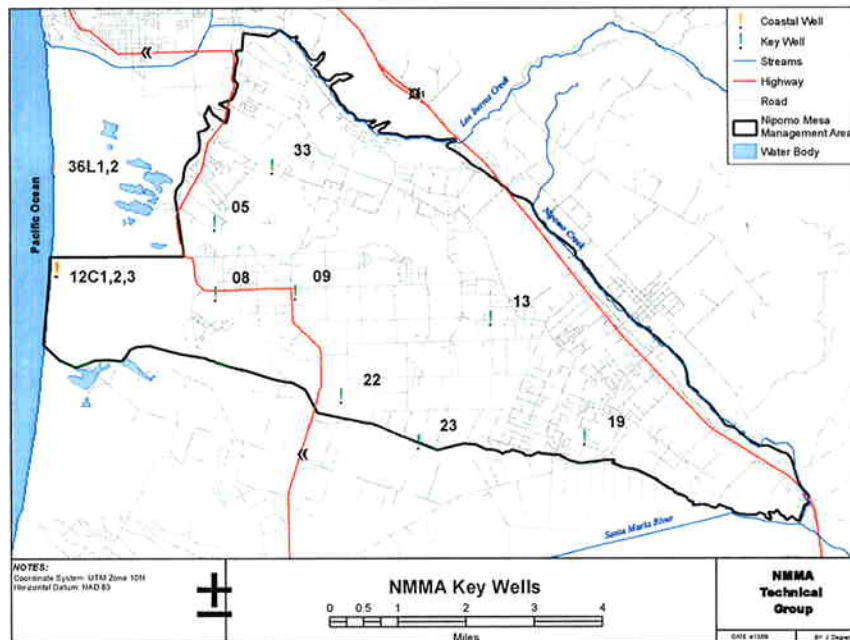 Coastal Well
Key Well
Streams
Highway
Road
Nipomo Mesa
Management Area
Water Body
Los Berros Creek
33
36L1,2
05
Nipomo Creek
Pacific Ocean
12C1,2,3
08
09
13
22
23
19
Santa Maria River
NOTES:
Coordinate System: UTM Zone 10N
Horizontal Datum: NAD 83
NMMA Key Wells
0 0.5 1 2 3 4
Miles
NMMA
Technical
Group